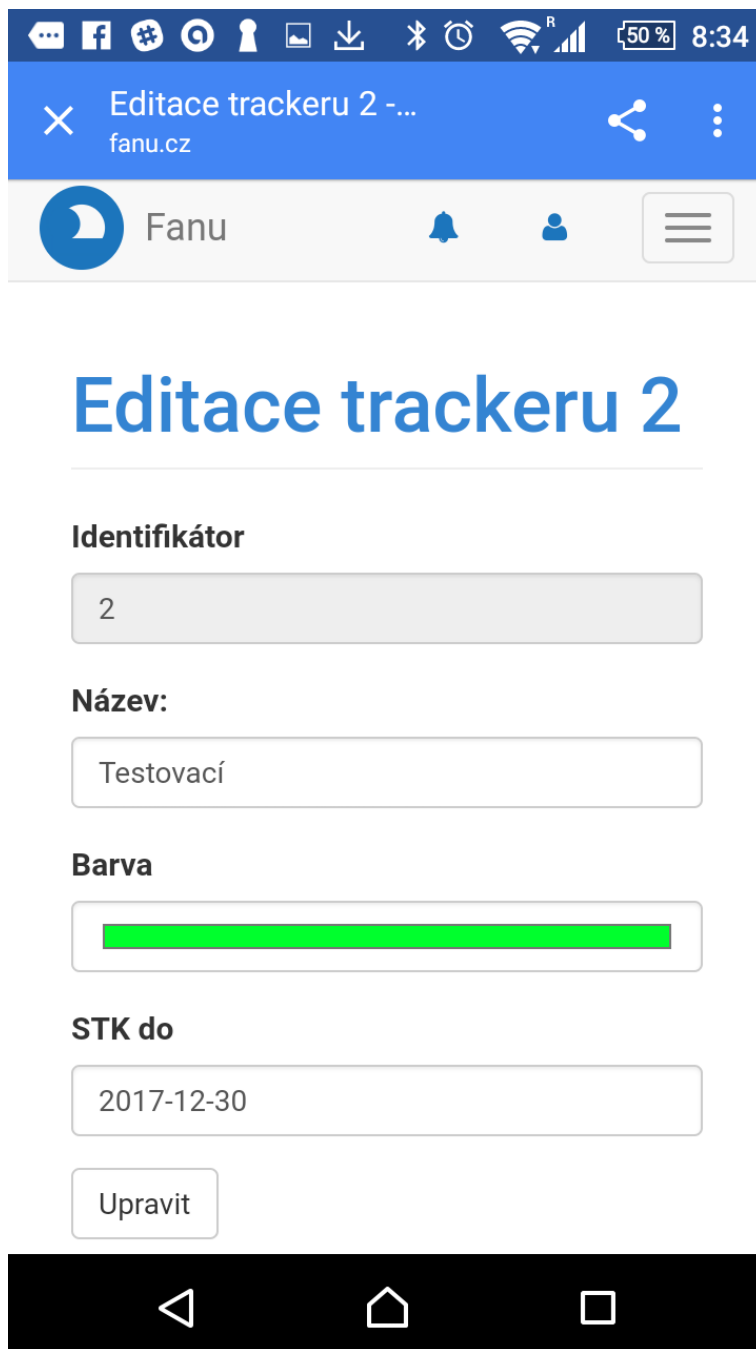 R
50 %
8:34
Editace trackeru 2 -...
fanu.cz
Fanu
Editace trackeru 2
Identifikátor
2
Název:
Testovací
Barva
STK do
2017-12-30
Upravit